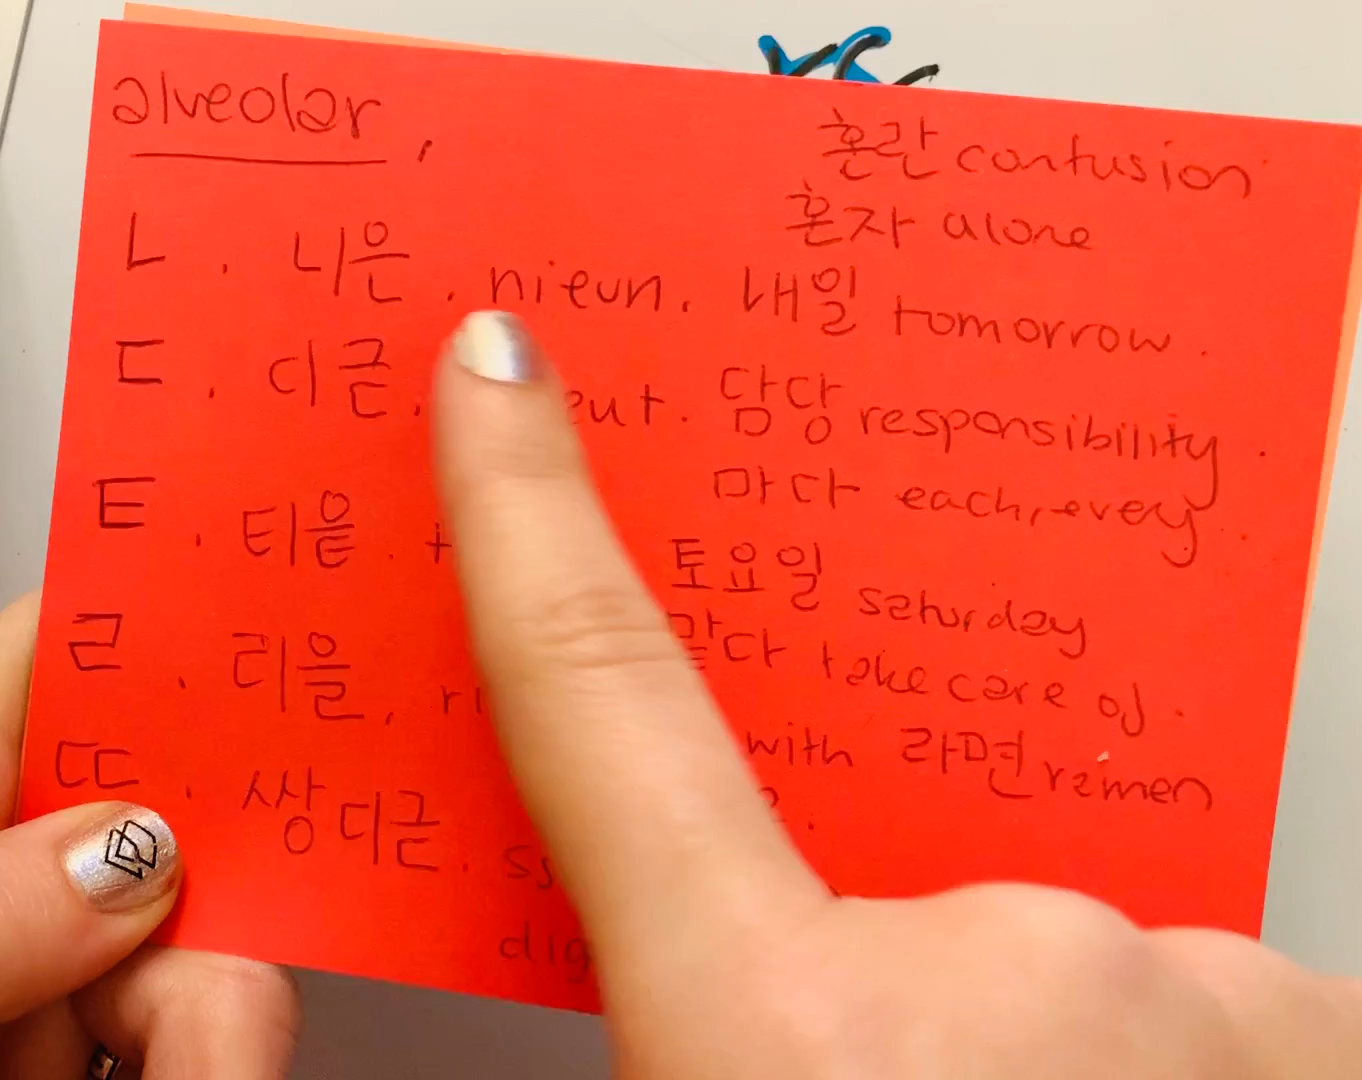 alveolar,
혼란 confusion
혼자 alone
ㄴ. 니은. nieun. 내일 tomorrow.
ㄷ. 디귿. 담당 responsibility.
마다 each, every.
ㅌ. 티읕. 토요일 saturday
맡다 take care of.
ㄹ. 리을, with 라면 ramen
ㄸ. 쌍디귿.